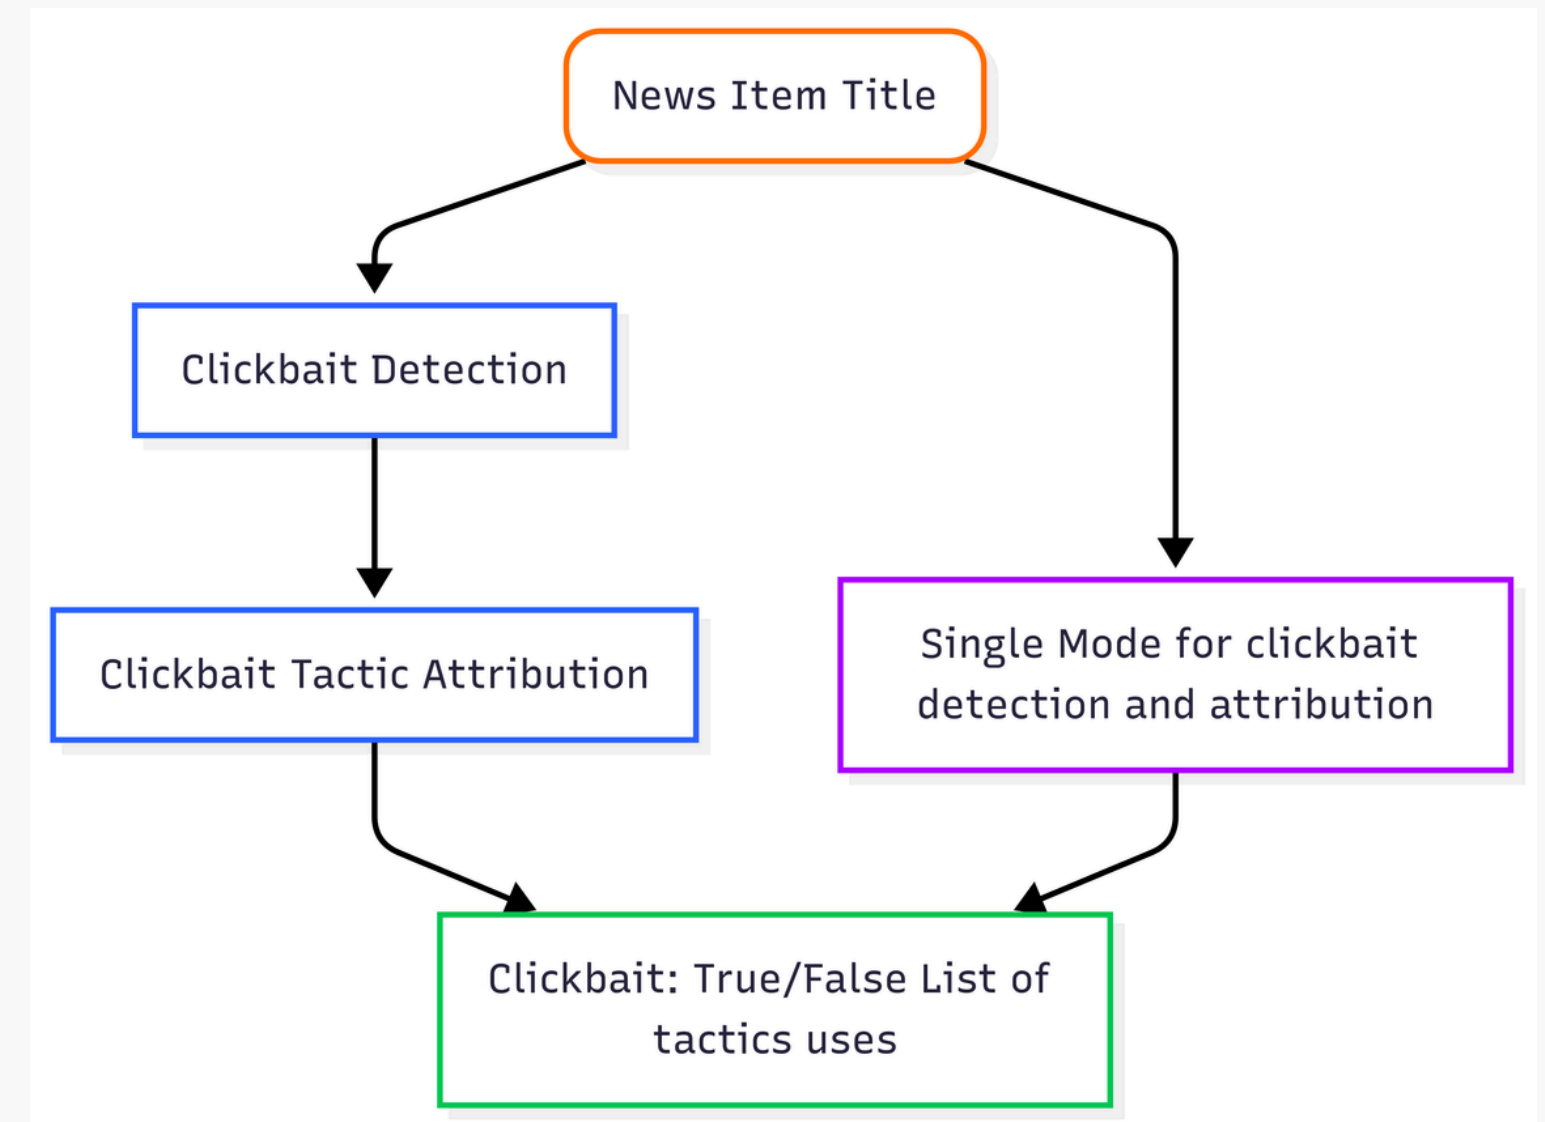 News Item Title
Clickbait Detection
Clickbait Tactic Attribution
Single Mode for clickbait
detection and attribution
Clickbait: True/False List of
tactics uses